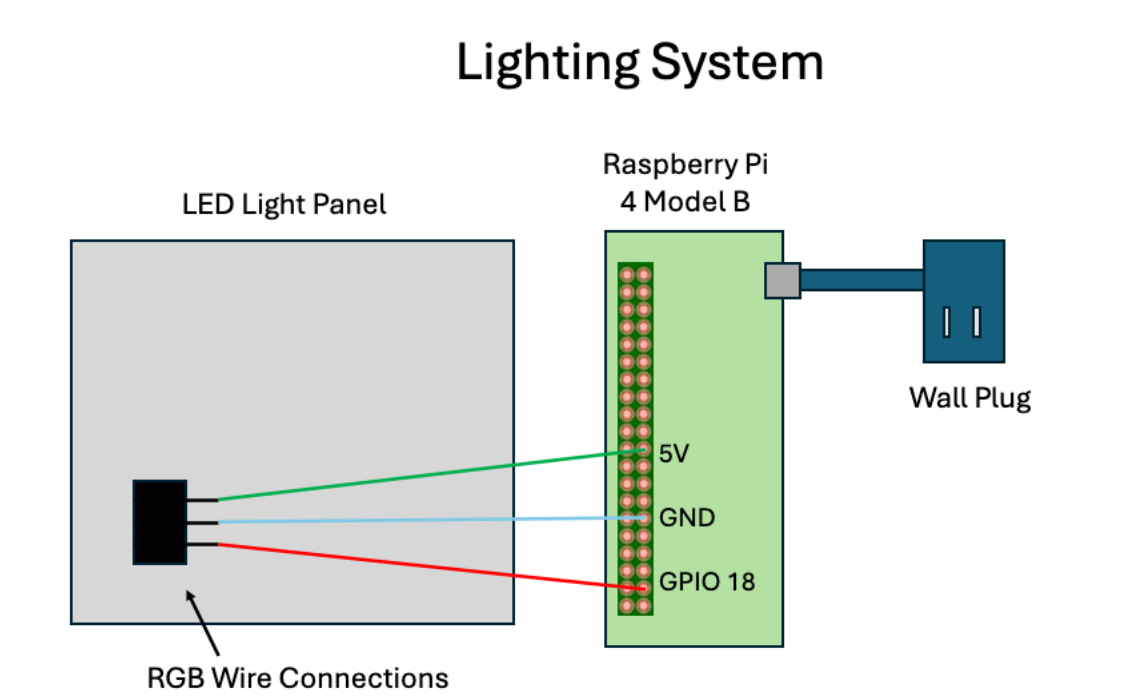 Lighting System
Raspberry Pi
4 Model B
LED Light Panel
Wall Plug
5V
GND
GPIO 18
RGB Wire Connections